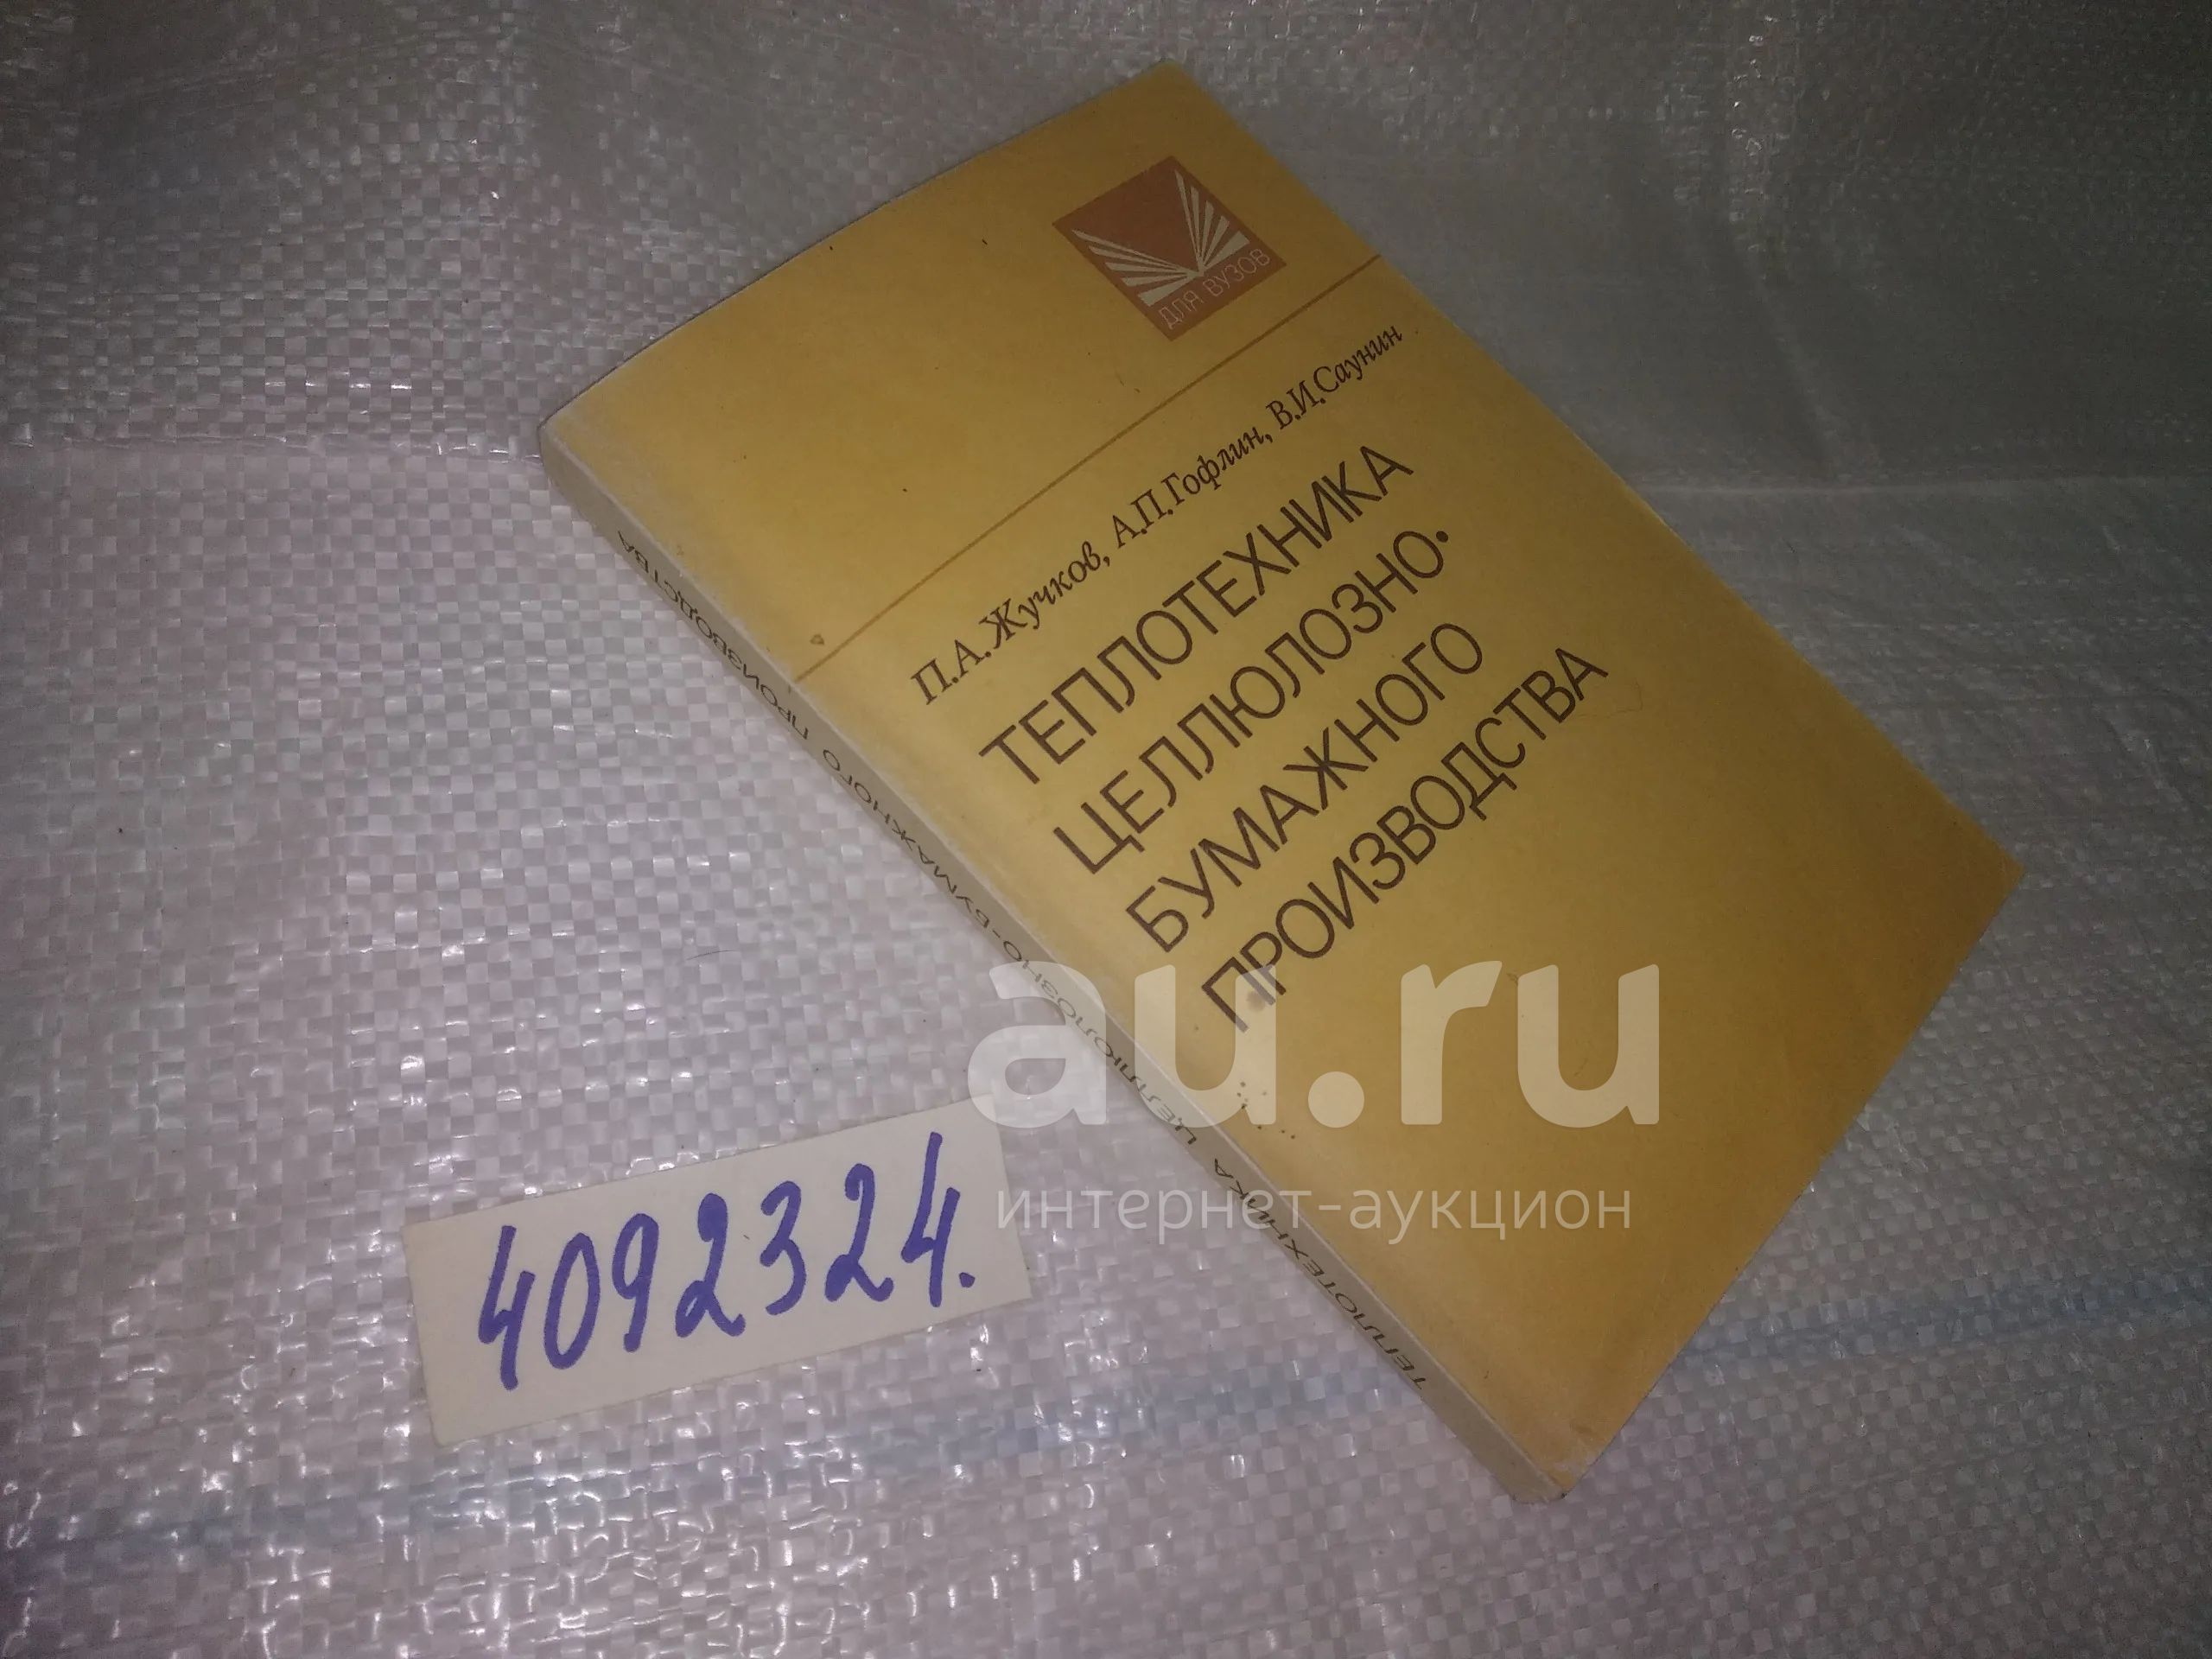 ДЛЯ ВУЗОВ
П.А.Жучков, А.П.Гофлин, В.И.Саунин
ТЕПЛОТЕХНИКА
ЦЕЛЛЮЛОЗНО-
БУМАЖНОГО
ПРОИЗВОДСТВА
ТЕПЛОТЕХНИКА ЦЕЛЛЮЛОЗНО-БУМАЖНОГО ПРОИЗВОДСТВА
au.ru
интернет-аукцион
4092324.